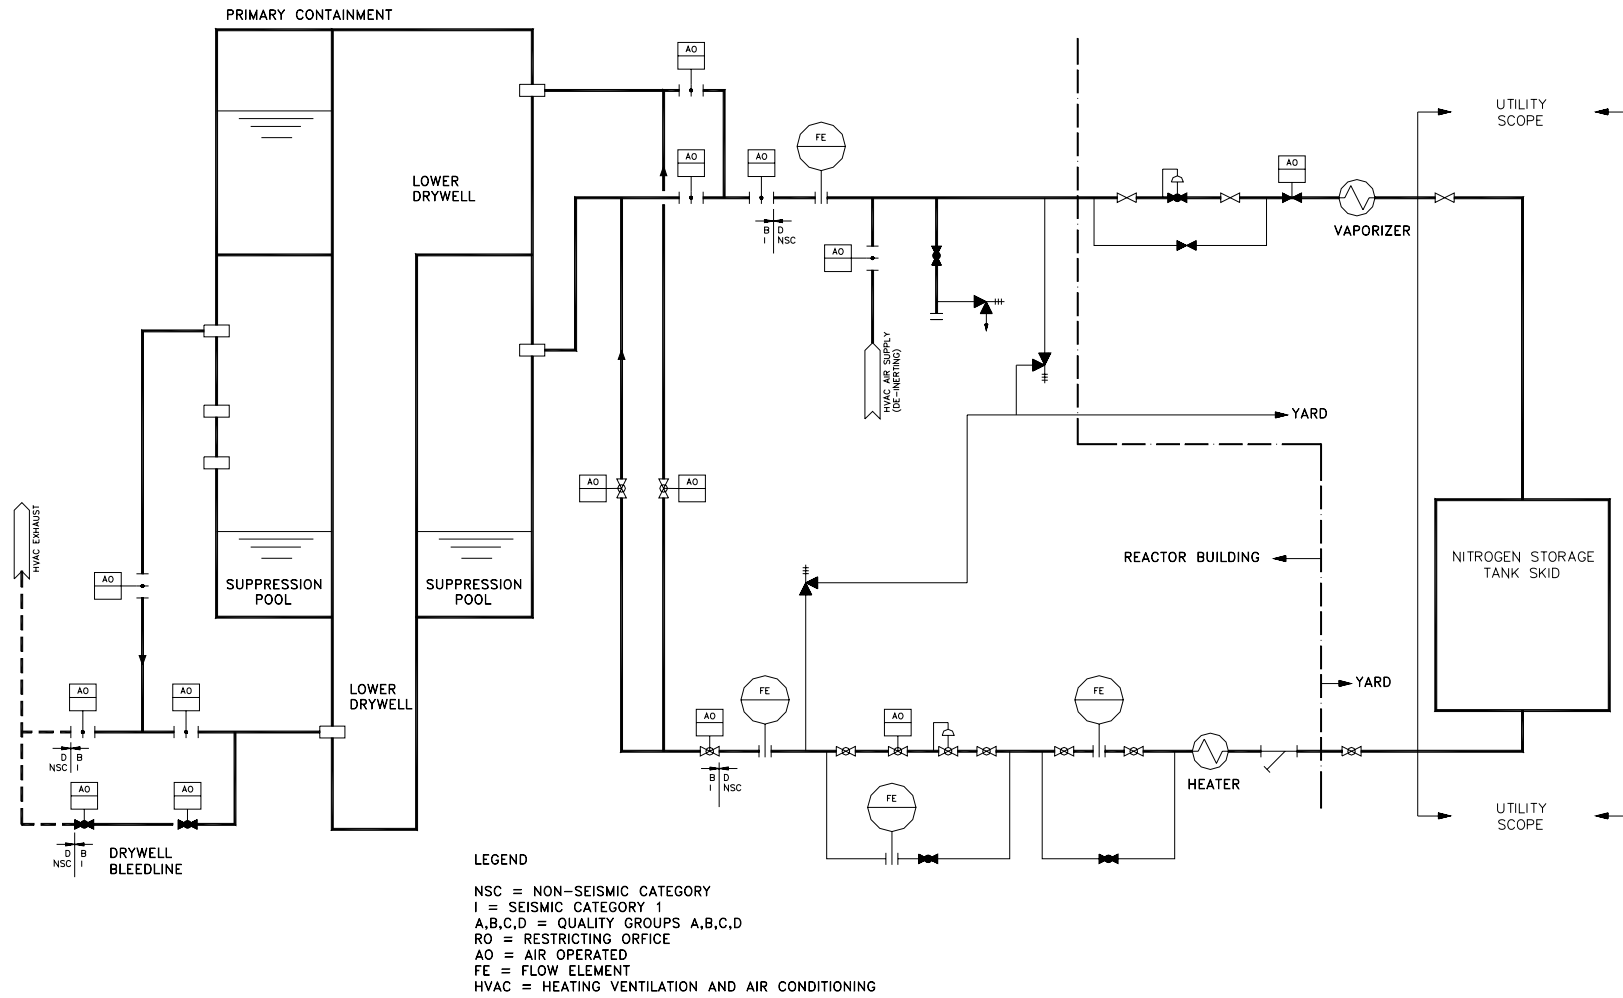 PRIMARY CONTAINMENT
AO
UTILITY
SCOPE
FE
AO
AO
AO
LOWER
DRYWELL
B D
I NSC
VAPORIZER
AO
HVAC AIR SUPPLY
(DE-INERTING)
YARD
AO
AO
HVAC EXHAUST
REACTOR BUILDING
NITROGEN STORAGE
TANK SKID
AO
SUPPRESSION
POOL
SUPPRESSION
POOL
YARD
AO
AO
LOWER
DRYWELL
FE
FE
AO
AO
D B
NSC I
B D
I NSC
HEATER
AO
AO
FE
UTILITY
SCOPE
D B
NSC I
DRYWELL
BLEEDLINE
LEGEND
NSC = NON-SEISMIC CATEGORY
I = SEISMIC CATEGORY 1
A,B,C,D = QUALITY GROUPS A,B,C,D
RO = RESTRICTING ORFICE
AO = AIR OPERATED
FE = FLOW ELEMENT
HVAC = HEATING VENTILATION AND AIR CONDITIONING